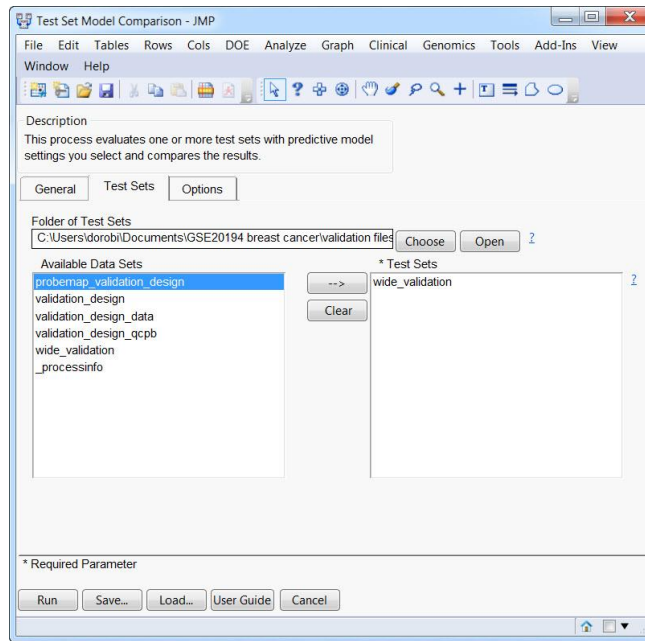 Test Set Model Comparison - JMP
File Edit Tables Rows Cols DOE Analyze Graph Clinical Genomics Tools Add-Ins View
Window Help
Description
This process evaluates one or more test sets with predictive model
settings you select and compares the results.
General Test Sets Options
Folder of Test Sets
C:\Users\dorobi\Documents\GSE20194 breast cancer\validation files Choose Open ?
Available Data Sets * Test Sets
probemap_validation_design --> wide_validation ?
validation_design Clear
validation_design_data
validation_design_qcpb
wide_validation
_processinfo
* Required Parameter
Run Save... Load... User Guide Cancel